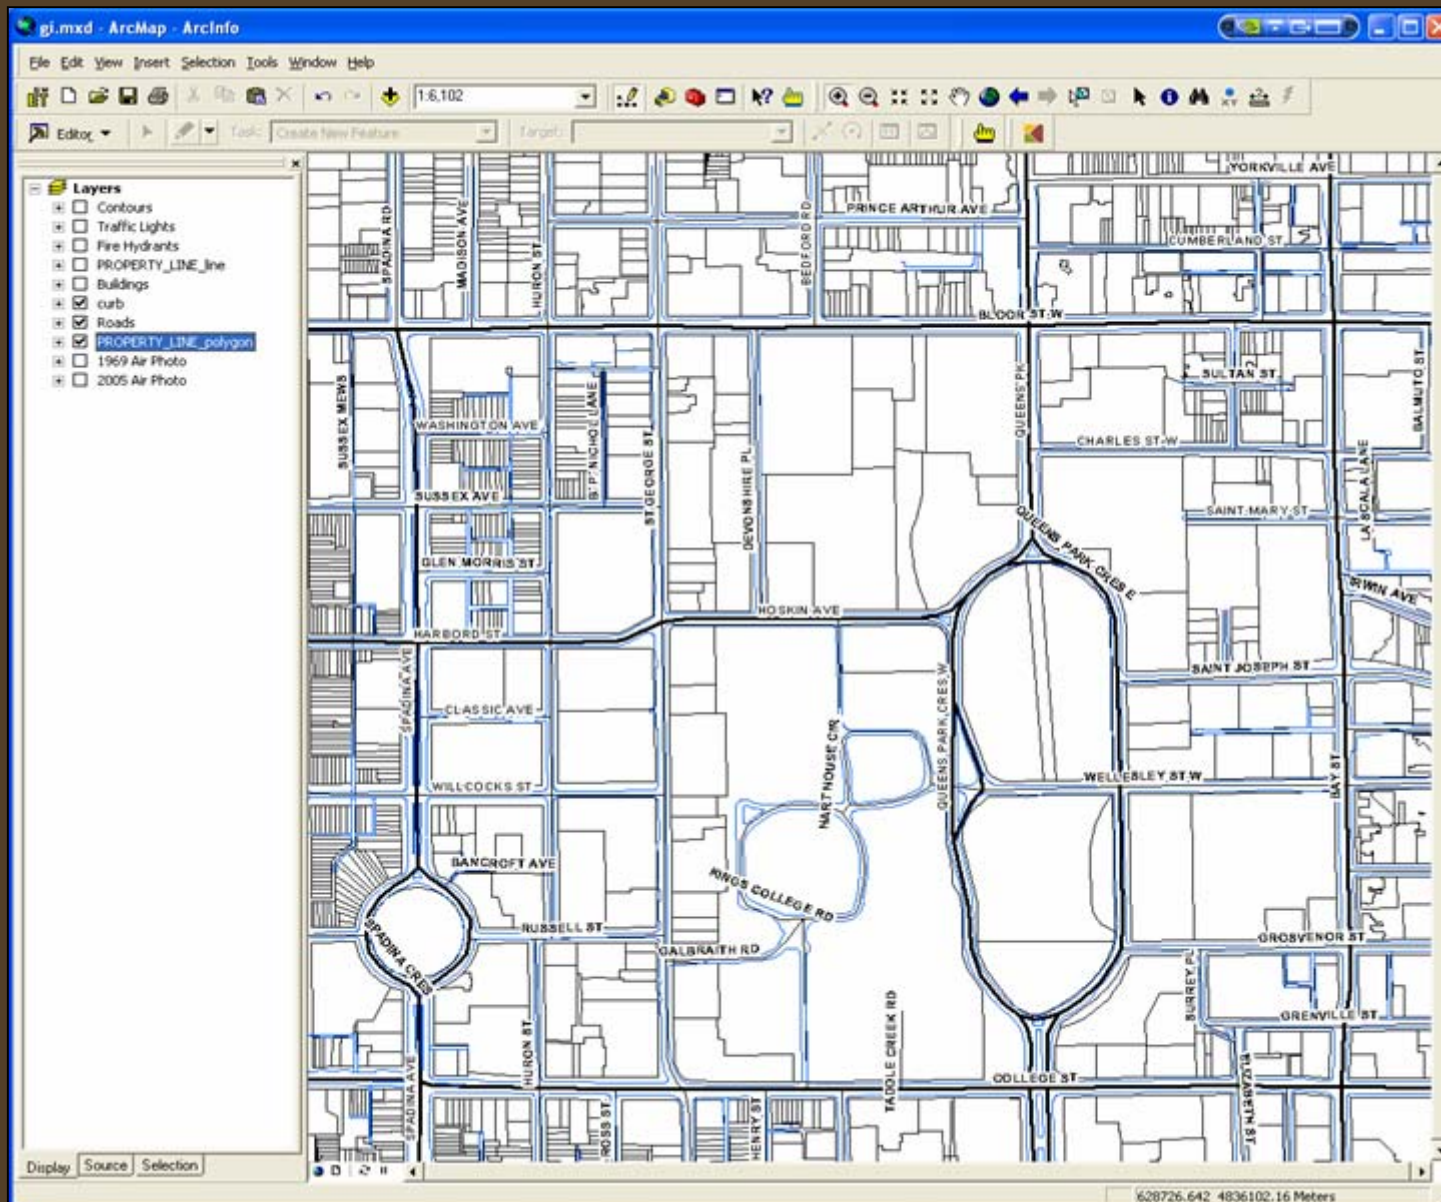 gi.mxd - ArcMap - ArcInfo
File Edit View Insert Selection Tools Window Help
1:6,102
Editor Task: Create New Feature Target:
Layers
Contours
Traffic Lights
Fire Hydrants
PROPERTY_LINE_line
Buildings
curb
Roads
PROPERTY_LINE_polygon
1969 Air Photo
2005 Air Photo
YORKVILLE AVE
SPADINA RD
MADISON AVE
HURON ST
BEDFORD RD
PRINCE ARTHUR AVE
CUMBERLAND ST
BLOOR ST W
SUSSEX MEWS
WASHINGTON AVE
ST GEORGE ST
DEVONSHIRE PL
QUEENS PK
SULTAN ST
BALMUTO ST
CHARLES ST W
LA SCALA LANE
SUSSEX AVE
SAINT MARY ST
QUEENS PARK CRES E
GLEN MORRIS ST
IRWIN AVE
HOSKIN AVE
HARBORD ST
SPADINA AVE
SAINT JOSEPH ST
CLASSIC AVE
QUEENS PARK CRES W
WILLCOCKS ST
WELLESLEY ST W
BAY ST
BANCROFT AVE
KINGS COLLEGE RD
SPADINA CRES
RUSSELL ST
GALBRAITH RD
GROSVENOR ST
SURREY PL
TADDLE CREEK RD
GRENVILLE ST
HURON ST
SPADINA AVE
COLLEGE ST
ROSS ST
HENRY ST
ELIZABETH ST
Display Source Selection
628726.642 4836102.16 Meters